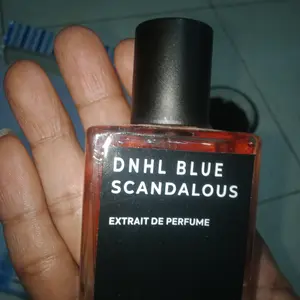 DNHL BLUE
SCANDALOUS
EXTRAIT DE PERFUME